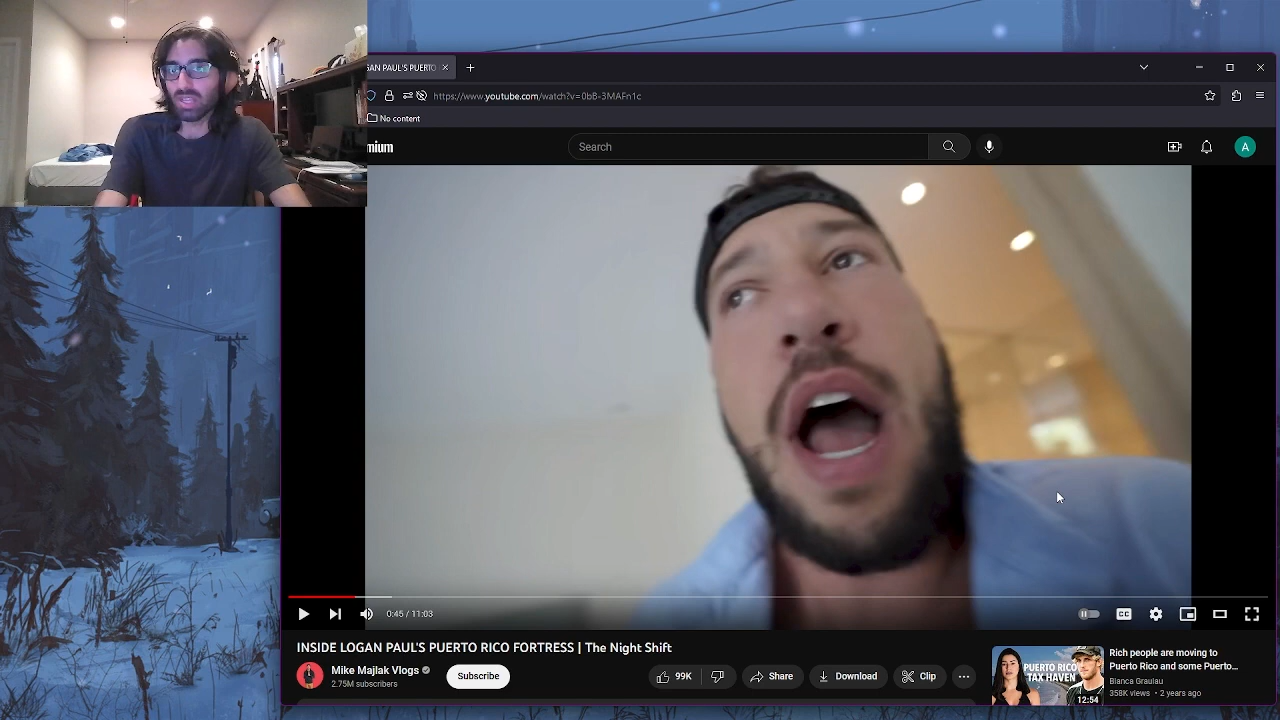 GAN PAUL'S PUERTO
https://www.youtube.com/watch?v=0bB-3MAFn1c
No content
mium
Search
A
0:45 / 11:03
CC
INSIDE LOGAN PAUL'S PUERTO RICO FORTRESS | The Night Shift
Mike Majlak Vlogs
2.75M subscribers
Subscribe
99K
Share
Download
Clip
PUERTO RICO
TAX HAVEN
12:54
Rich people are moving to
Puerto Rico and some Puerto...
Bianca Graulau
358K views • 2 years ago